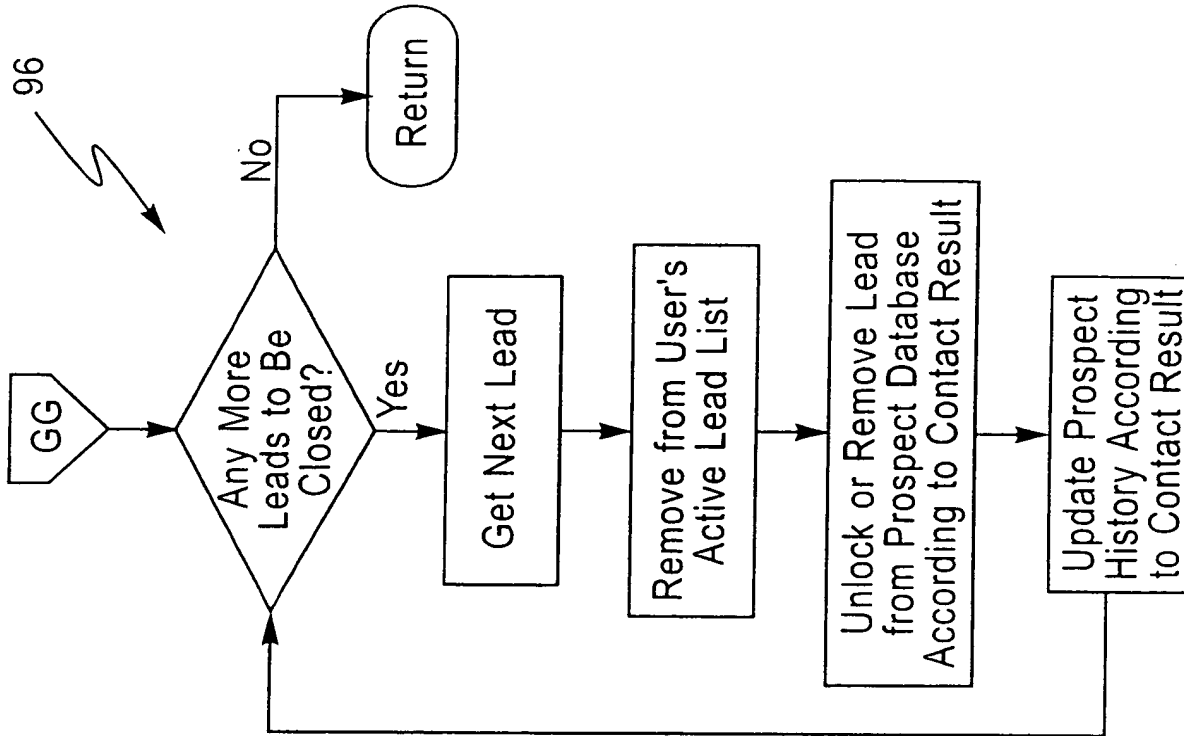 96
GG
Any More
Leads to Be
Closed?
No
Return
Yes
Get Next Lead
Remove from User's
Active Lead List
Unlock or Remove Lead
from Prospect Database
According to Contact Result
Update Prospect
History According
to Contact Result